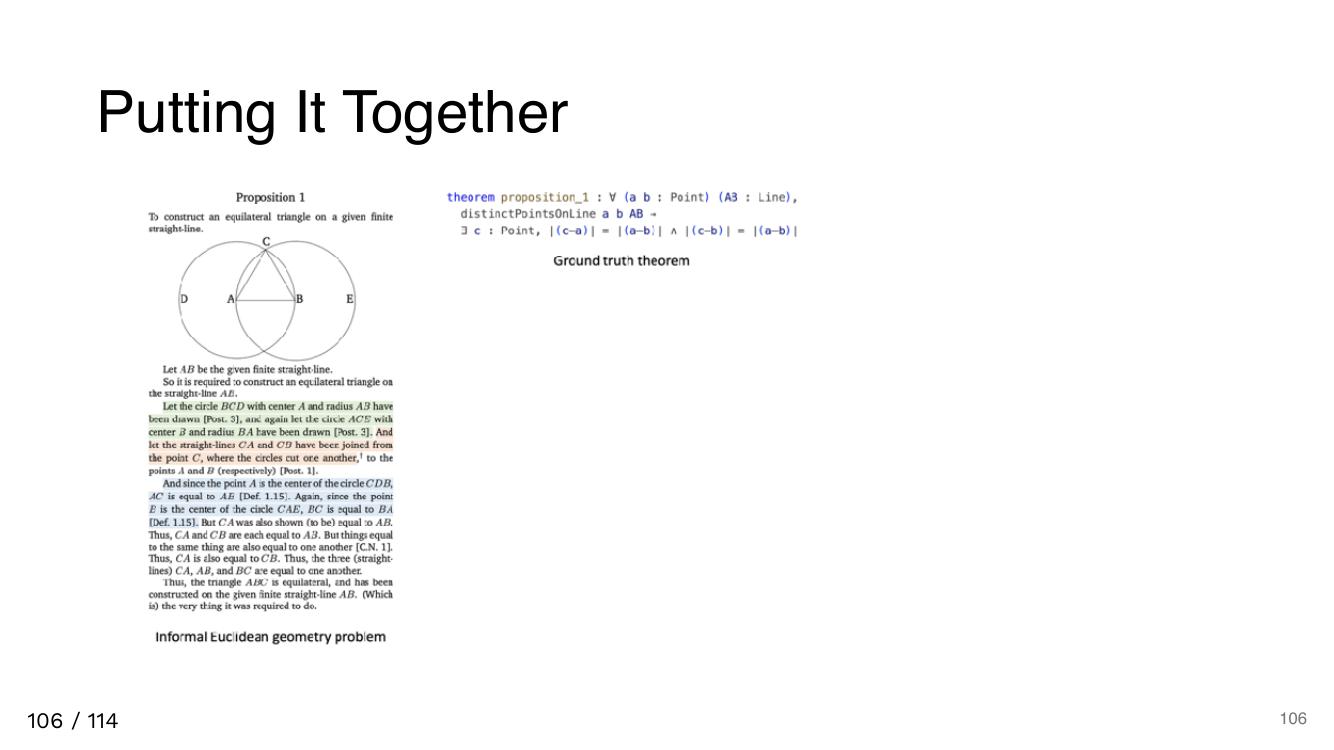 Putting It Together
Proposition 1
To construct an equilateral triangle on a given finite
straight-line.
C
D
A
B
E
Let AB be the given finite straight-line.
So it is required to construct an equilateral triangle on
the straight-line AB.
Let the circle BCD with center A and radius AB have
been drawn [Post. 3], and again let the circle ACE with
center B and radius BA have been drawn [Post. 3]. And
let the straight-lines CA and CB have been joined from
the point C, where the circles cut one another,† to the
points A and B (respectively) [Post. 1].
And since the point A is the center of the circle CDB,
AC is equal to AB [Def. 1.15]. Again, since the point
B is the center of the circle CAE, BC is equal to BA
[Def. 1.15]. But CA was also shown (to be) equal to AB.
Thus, CA and CB are each equal to AB. But things equal
to the same thing are also equal to one another [C.N. 1].
Thus, CA is also equal to CB. Thus, the three (straight-
lines) CA, AB, and BC are equal to one another.
Thus, the triangle ABC is equilateral, and has been
constructed on the given finite straight-line AB. (Which
is) the very thing it was required to do.
Informal Euclidean geometry problem
theorem proposition_1 : ∀ (a b : Point) (AB : Line),
distinctPointsOnLine a b AB →
∃ c : Point, |(c−a)| = |(a−b)| ∧ |(c−b)| = |(a−b)|
Ground truth theorem
106 / 114
106